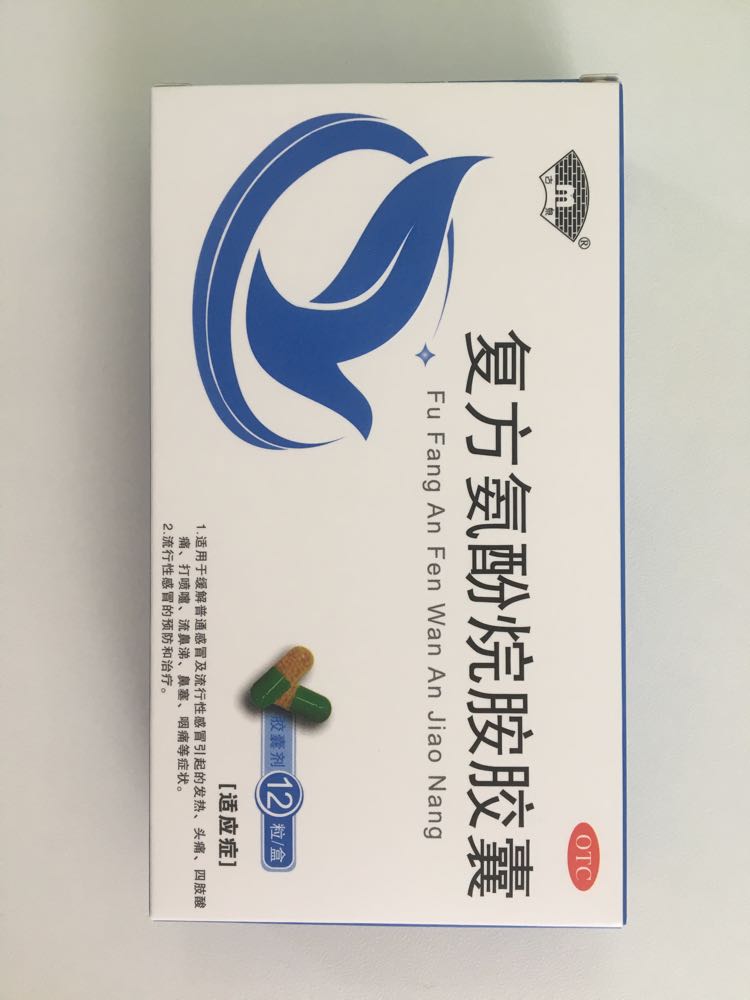 古泉
®
OTC
复方氨酚烷胺胶囊
Fu Fang An Fen Wan An Jiao Nang
胶囊剂 12 粒/盒
[适应症]
1.适用于缓解普通感冒及流行性感冒引起的发热、头痛、四肢酸
痛、打喷嚏、流鼻涕、鼻塞、咽痛等症状。
2.流行性感冒的预防和治疗。